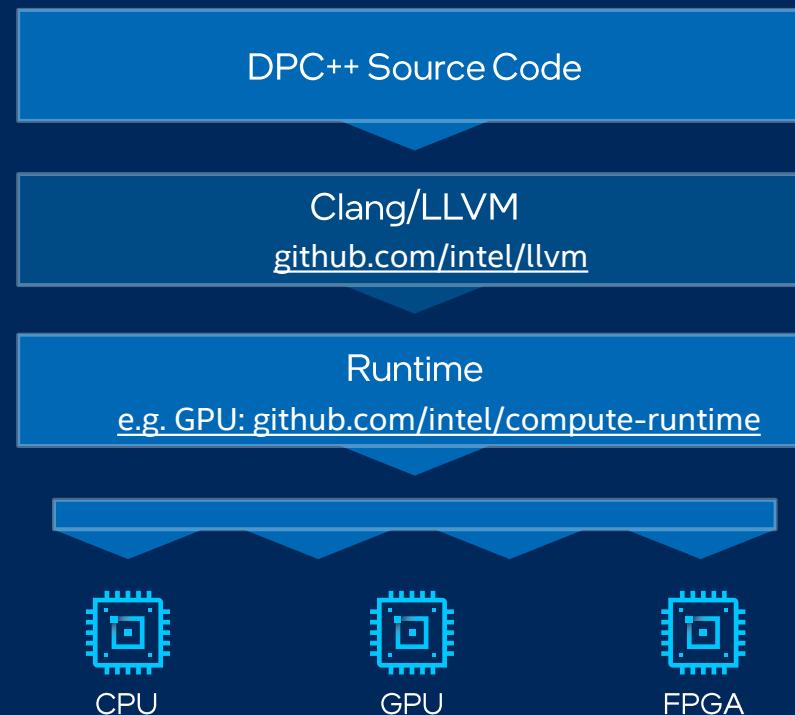 DPC++ Source Code
Clang/LLVM
github.com/intel/llvm
Runtime
e.g. GPU: github.com/intel/compute-runtime
CPU GPU FPGA